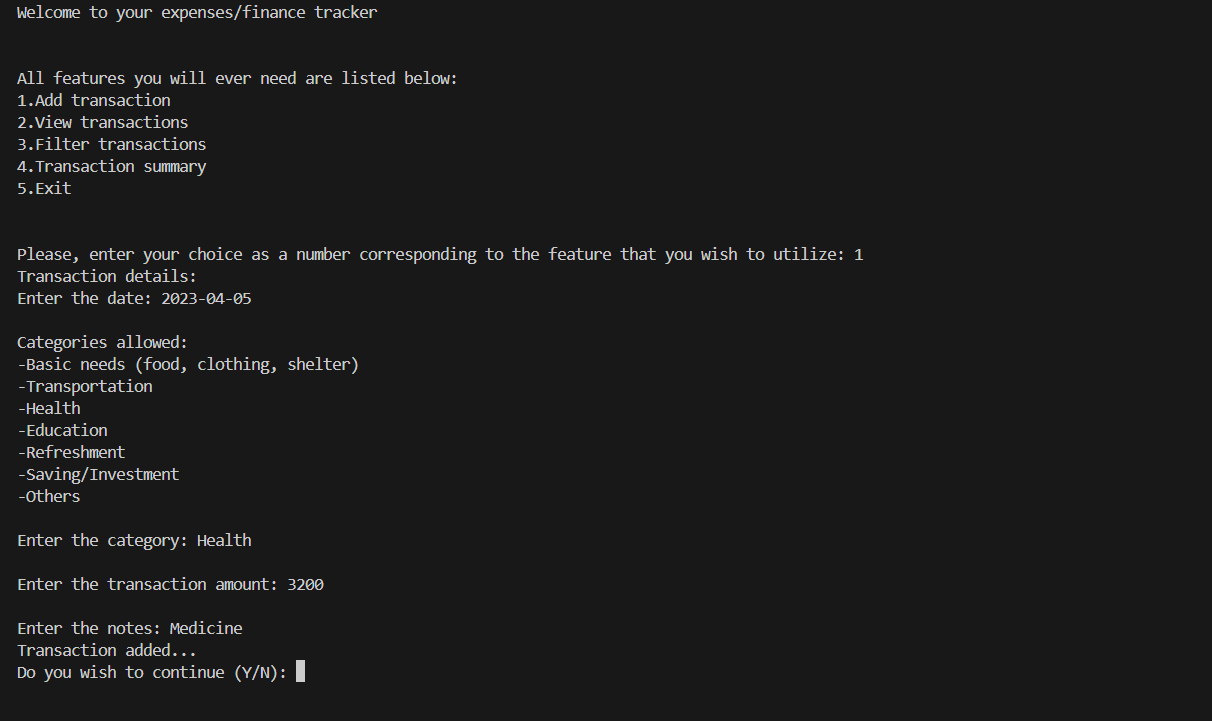 Welcome to your expenses/finance tracker
All features you will ever need are listed below:
1.Add transaction
2.View transactions
3.Filter transactions
4.Transaction summary
5.Exit
Please, enter your choice as a number corresponding to the feature that you wish to utilize: 1
Transaction details:
Enter the date: 2023-04-05
Categories allowed:
-Basic needs (food, clothing, shelter)
-Transportation
-Health
-Education
-Refreshment
-Saving/Investment
-Others
Enter the category: Health
Enter the transaction amount: 3200
Enter the notes: Medicine
Transaction added...
Do you wish to continue (Y/N):